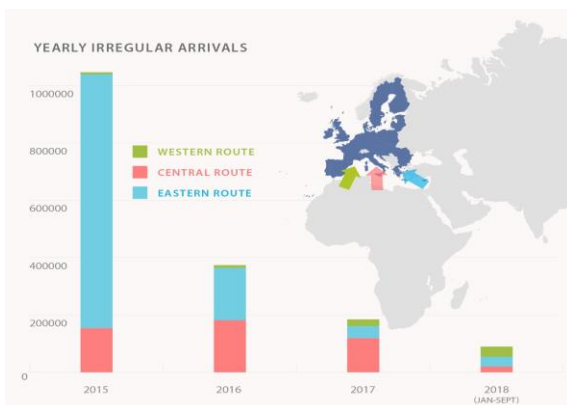 YEARLY IRREGULAR ARRIVALS
1000000
800000
WESTERN ROUTE
CENTRAL ROUTE
EASTERN ROUTE
600000
400000
200000
0
2015 2016 2017 2018
(JAN-SEPT)